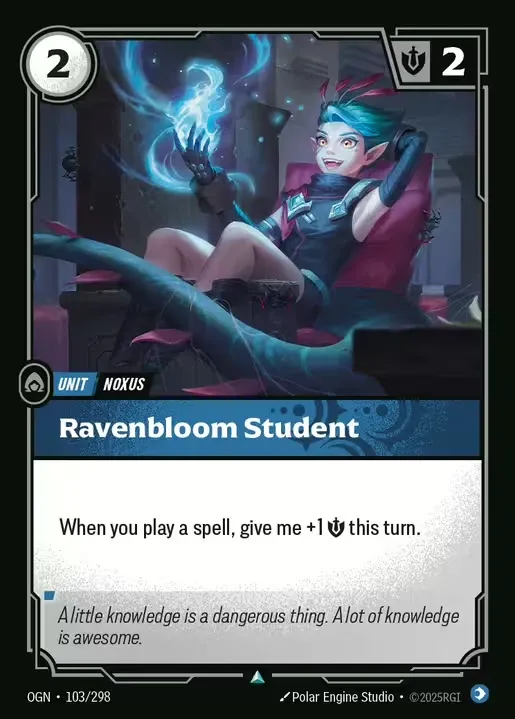 2
2
UNIT NOXUS
Ravenbloom Student
When you play a spell, give me +1 this turn.
A little knowledge is a dangerous thing. A lot of knowledge
is awesome.
OGN • 103/298 Polar Engine Studio • ©2025RGI